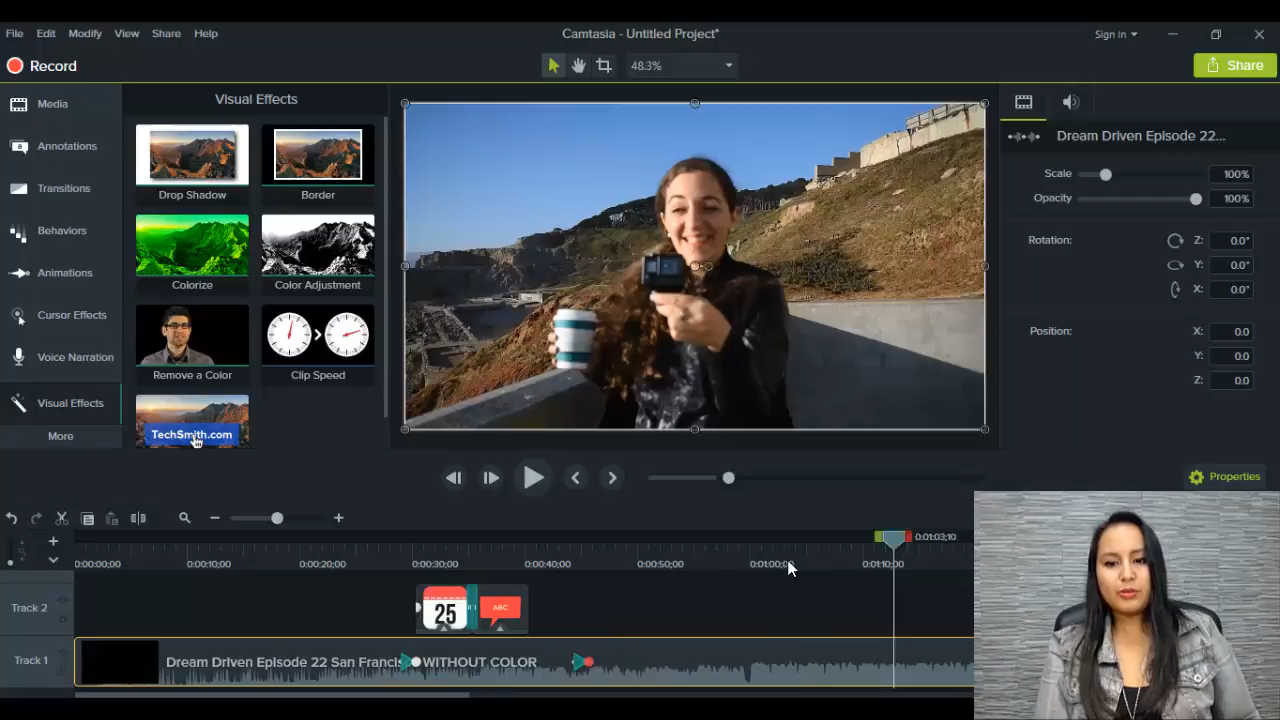 File Edit Modify View Share Help
Camtasia - Untitled Project*
Sign in
Record
48.3%
Share
Media
Annotations
Transitions
Behaviors
Animations
Cursor Effects
Voice Narration
Visual Effects
More
Visual Effects
Drop Shadow
Border
Colorize
Color Adjustment
Remove a Color
Clip Speed
TechSmith.com
Dream Driven Episode 22...
Scale 100%
Opacity 100%
Rotation: Z: 0.0°
Y: 0.0°
X: 0.0°
Position: X: 0.0
Y: 0.0
Z: 0.0
Properties
0:01:03;10
0:00:00;00 0:00:10;00 0:00:20;00 0:00:30;00 0:00:40;00 0:00:50;00 0:01:00;00 0:01:10;00
Track 2
25
ABC
Track 1
Dream Driven Episode 22 San Francis WITHOUT COLOR